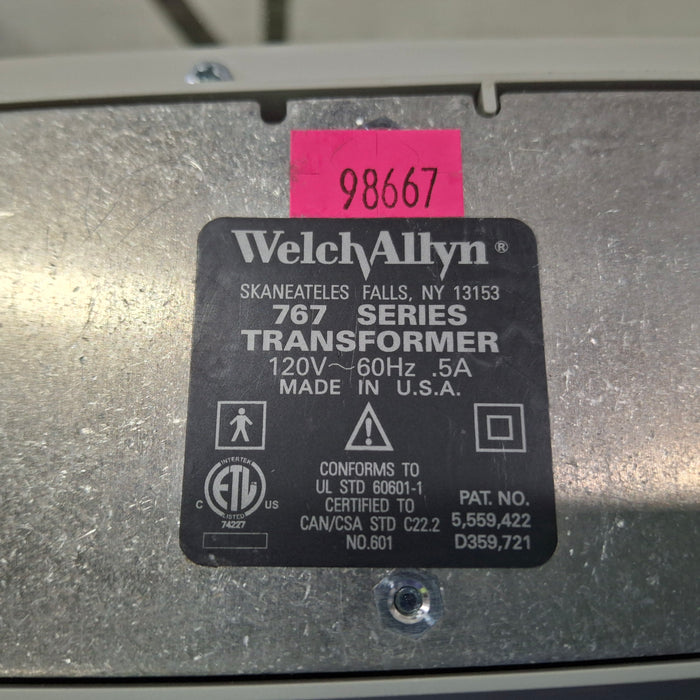 98667
WelchAllyn®
SKANEATELES FALLS, NY 13153
767 SERIES
TRANSFORMER
120V~60Hz .5A
MADE IN U.S.A.
INTERTEK
C ETL US
LISTED
74227
CONFORMS TO
UL STD 60601-1
CERTIFIED TO
CAN/CSA STD C22.2
NO.601
PAT. NO.
5,559,422
D359,721